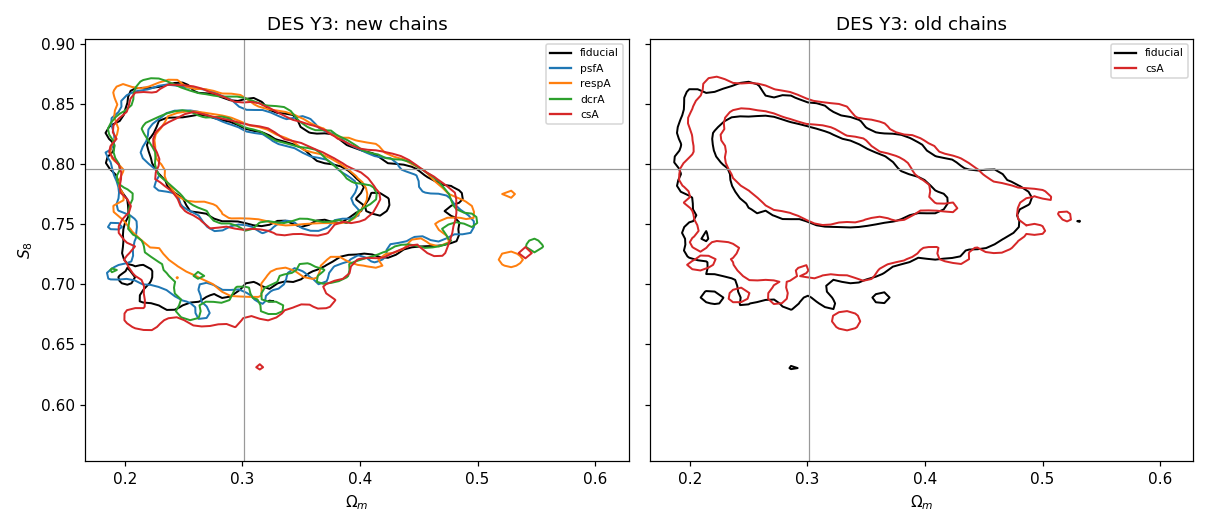 DES Y3: new chains
DES Y3: old chains
fiducial
psfA
respA
dcrA
csA
fiducial
csA
0.90
0.85
0.80
0.75
0.70
0.65
0.60
S8
0.2 0.3 0.4 0.5 0.6
0.2 0.3 0.4 0.5 0.6
Ωm
Ωm